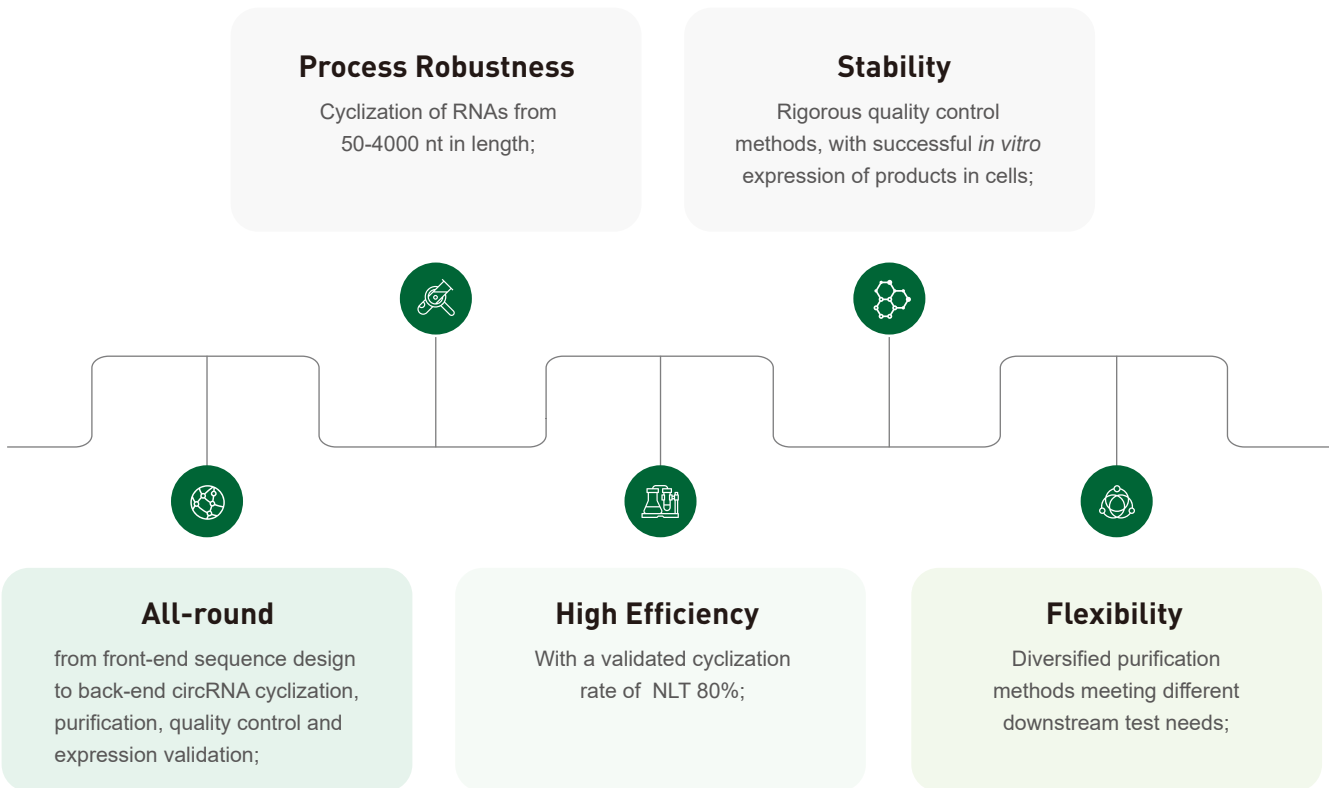 Process Robustness
Cyclization of RNAs from
50-4000 nt in length;
Stability
Rigorous quality control
methods, with successful in vitro
expression of products in cells;
All-round
from front-end sequence design
to back-end circRNA cyclization,
purification, quality control and
expression validation;
High Efficiency
With a validated cyclization
rate of  NLT 80%;
Flexibility
Diversified purification
methods meeting different
downstream test needs;